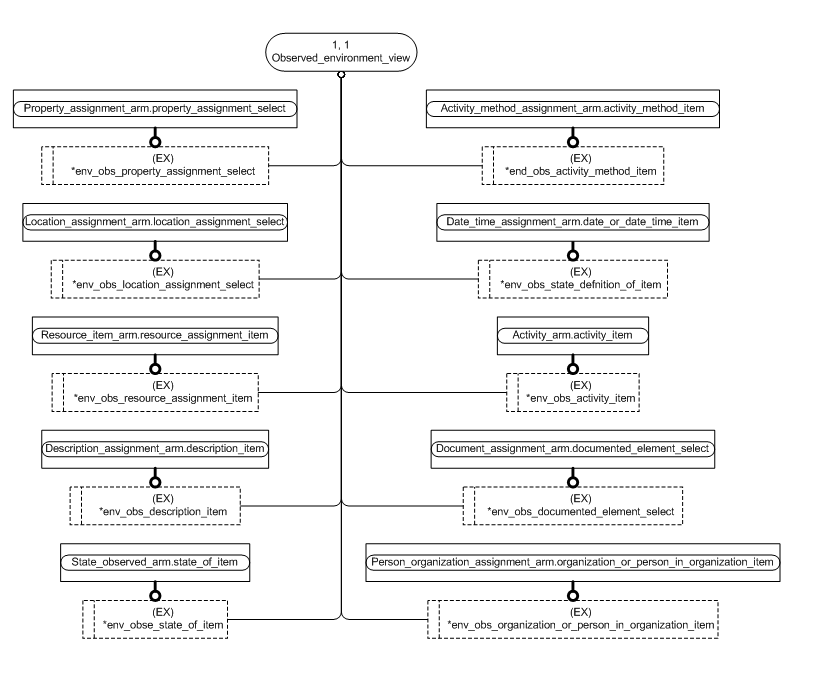 1, 1
Observed_environment_view
Property_assignment_arm.property_assignment_select
(EX)
*env_obs_property_assignment_select
Activity_method_assignment_arm.activity_method_item
(EX)
*end_obs_activity_method_item
Location_assignment_arm.location_assignment_select
(EX)
*env_obs_location_assignment_select
Date_time_assignment_arm.date_or_date_time_item
(EX)
*env_obs_state_defnition_of_item
Resource_item_arm.resource_assignment_item
(EX)
*env_obs_resource_assignment_item
Activity_arm.activity_item
(EX)
*env_obs_activity_item
Description_assignment_arm.description_item
(EX)
*env_obs_description_item
Document_assignment_arm.documented_element_select
(EX)
*env_obs_documented_element_select
State_observed_arm.state_of_item
(EX)
*env_obse_state_of_item
Person_organization_assignment_arm.organization_or_person_in_organization_item
(EX)
*env_obs_organization_or_person_in_organization_item